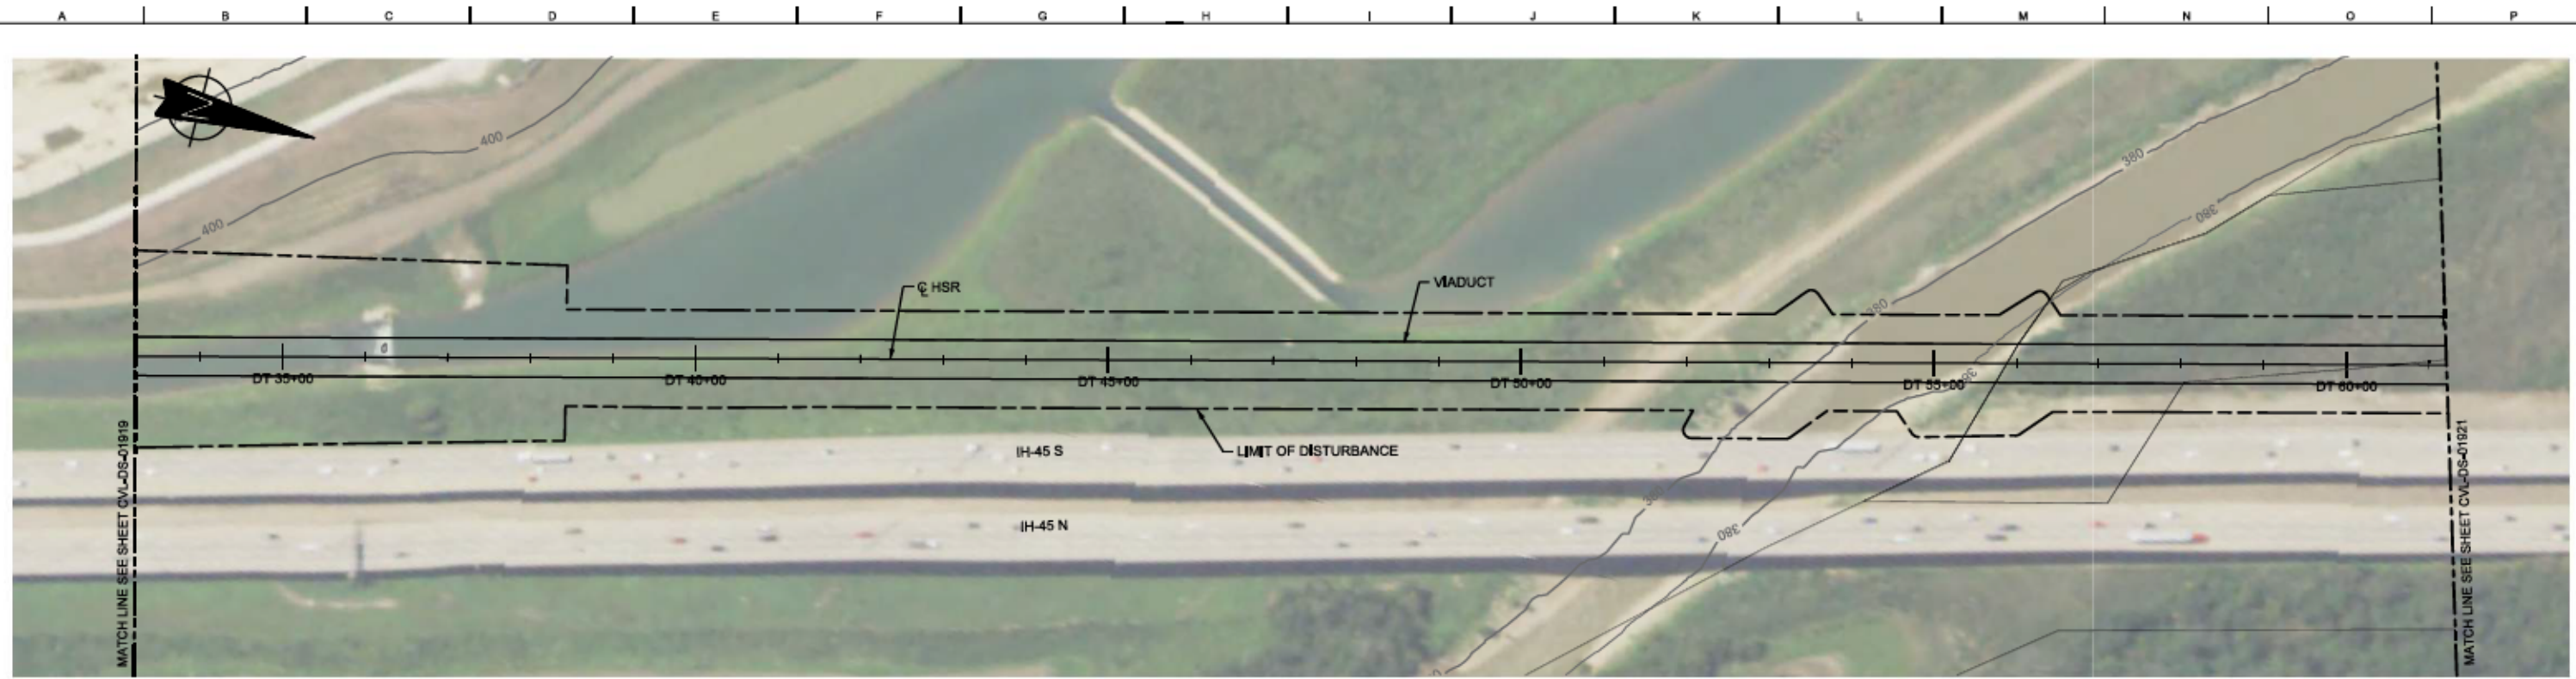 A B C D E F G H I J K L M N O P
400
400
380
380
380
℄ HSR
VIADUCT
6
DT 35+00 DT 40+00 DT 45+00 DT 50+00 DT 55+00 DT 60+00
IH-45 S
LIMIT OF DISTURBANCE
IH-45 N
380
MATCH LINE SEE SHEET CVL-DS-01919
MATCH LINE SEE SHEET CVL-DS-01921